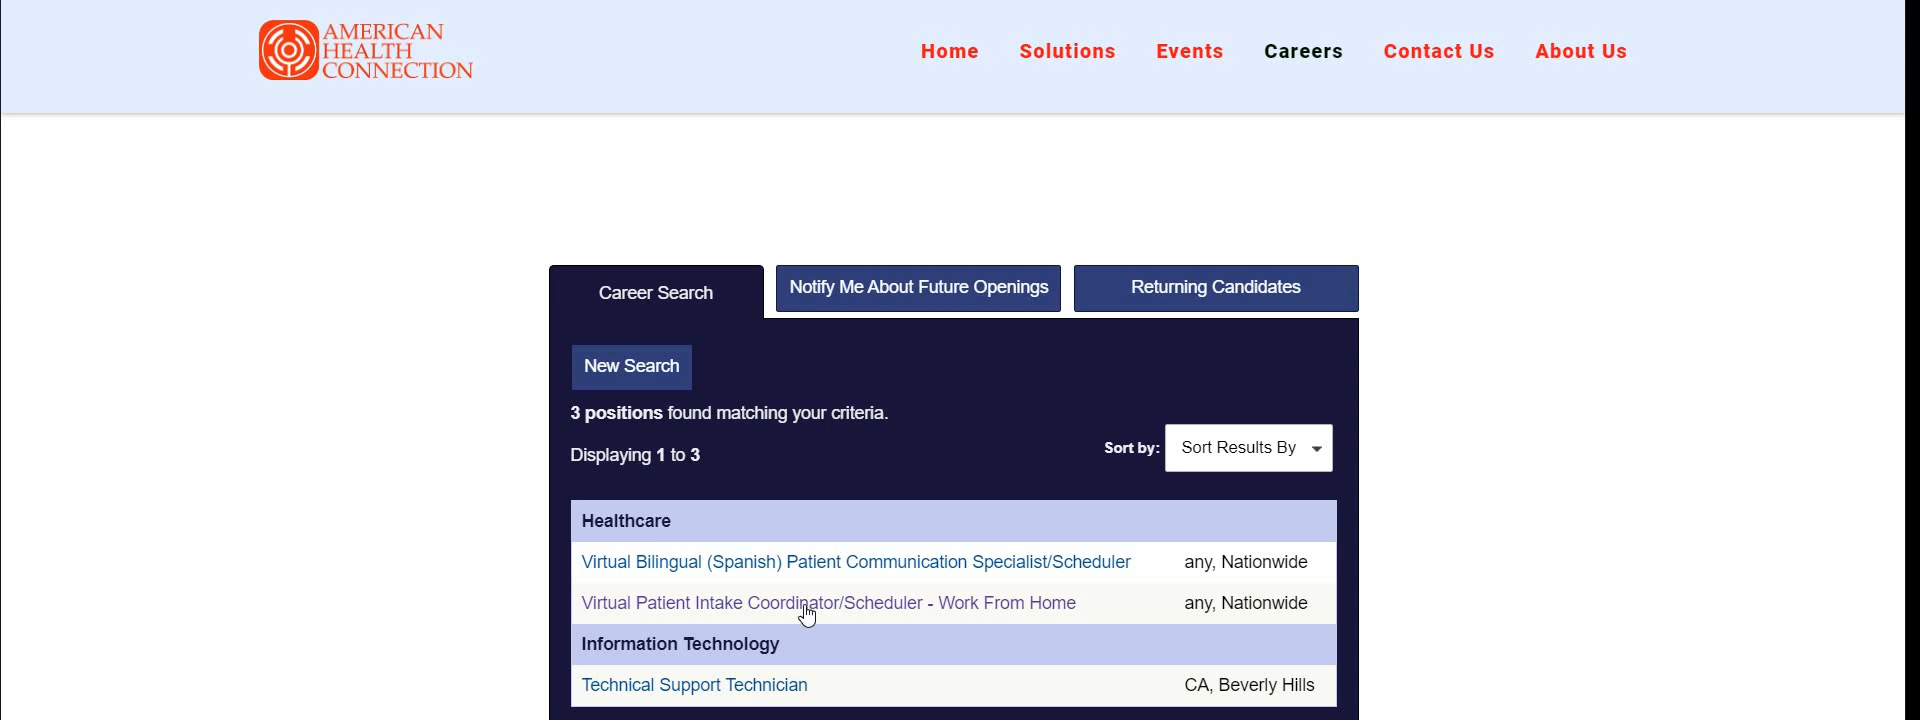 AMERICAN
HEALTH
CONNECTION
Home Solutions Events Careers Contact Us About Us
Career Search Notify Me About Future Openings Returning Candidates
New Search
3 positions found matching your criteria.
Displaying 1 to 3 Sort by: Sort Results By
Healthcare
Virtual Bilingual (Spanish) Patient Communication Specialist/Scheduler any, Nationwide
Virtual Patient Intake Coordinator/Scheduler - Work From Home any, Nationwide
Information Technology
Technical Support Technician CA, Beverly Hills